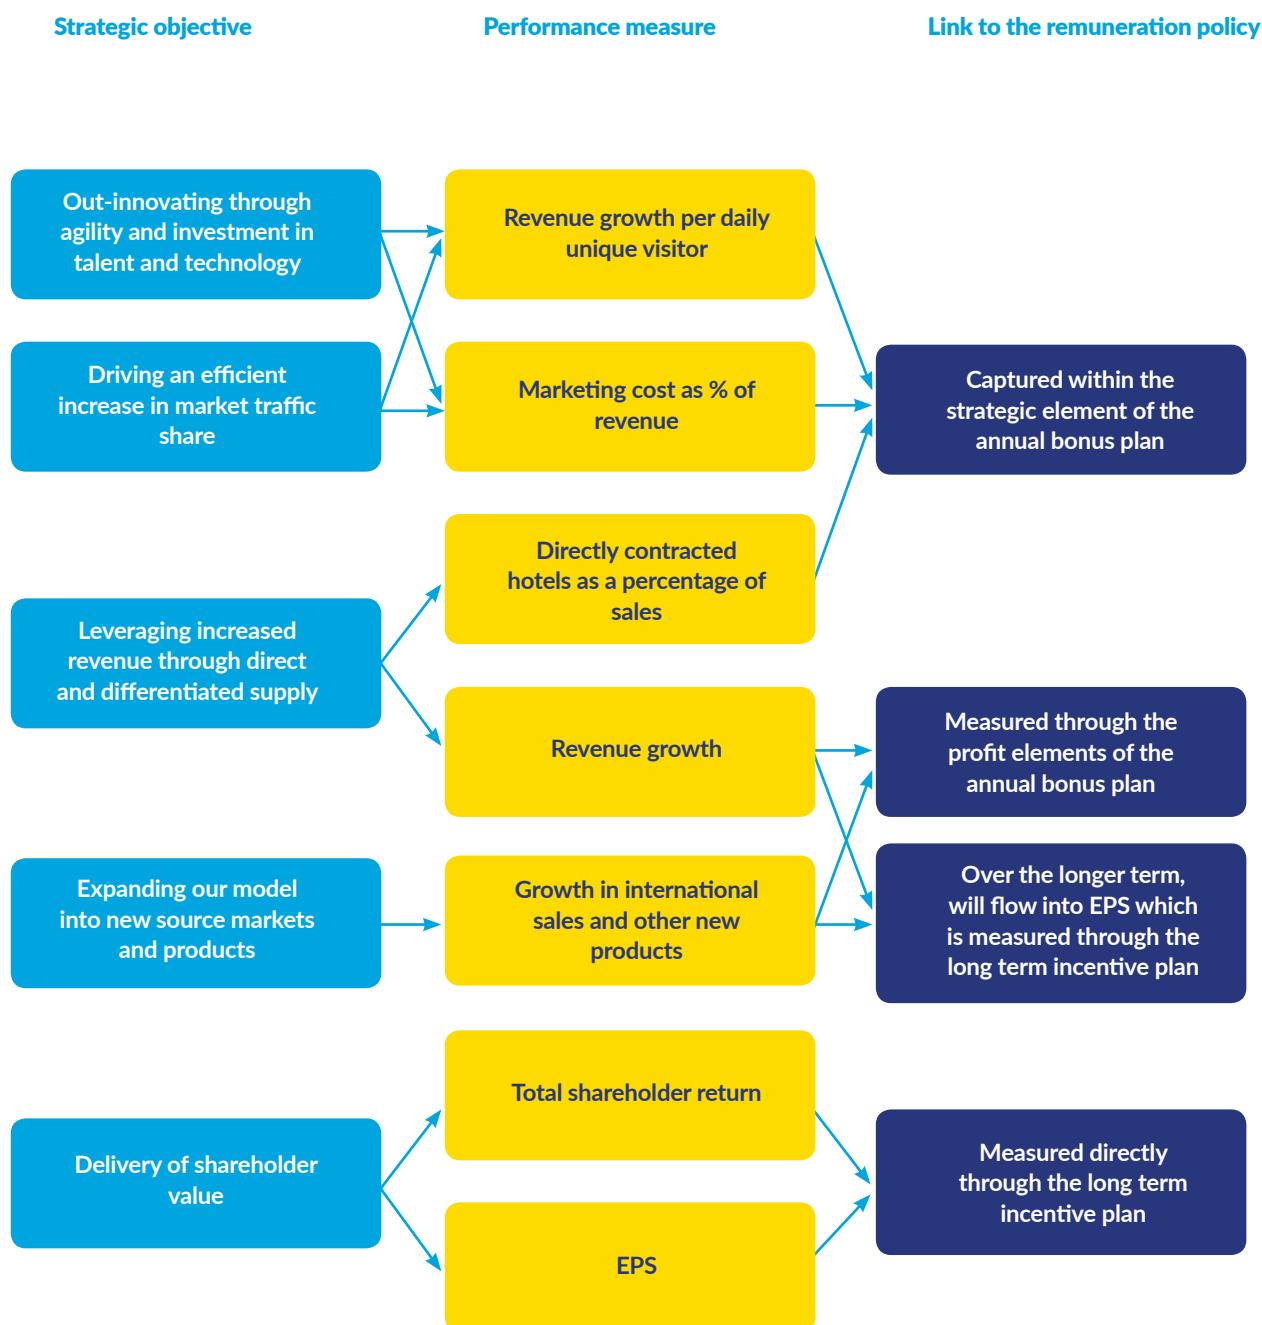 Strategic objective
Performance measure
Link to the remuneration policy
Out-innovating through
agility and investment in
talent and technology
Revenue growth per daily
unique visitor
Driving an efficient
increase in market traffic
share
Marketing cost as % of
revenue
Captured within the
strategic element of the
annual bonus plan
Directly contracted
hotels as a percentage of
sales
Leveraging increased
revenue through direct
and differentiated supply
Revenue growth
Measured through the
profit elements of the
annual bonus plan
Expanding our model
into new source markets
and products
Growth in international
sales and other new
products
Over the longer term,
will flow into EPS which
is measured through the
long term incentive plan
Total shareholder return
Delivery of shareholder
value
Measured directly
through the long term
incentive plan
EPS